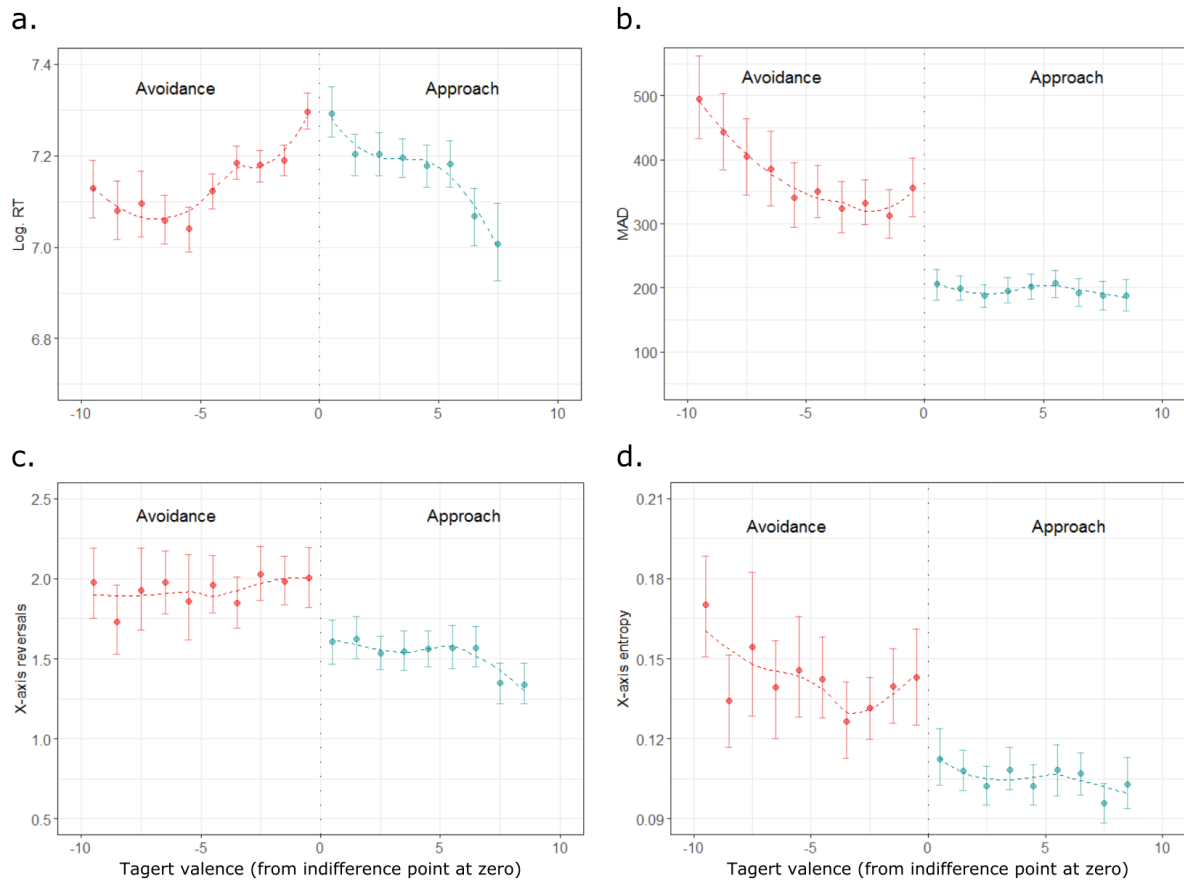 a.
7.4
7.2
7.0
6.8
Log. RT
Avoidance
Approach
-10
-5
0
5
10
b.
500
400
300
200
100
MAD
Avoidance
Approach
-10
-5
0
5
10
c.
2.5
2.0
1.5
1.0
0.5
X-axis reversals
Avoidance
Approach
-10
-5
0
5
10
Tagert valence (from indifference point at zero)
d.
0.21
0.18
0.15
0.12
0.09
X-axis entropy
Avoidance
Approach
-10
-5
0
5
10
Tagert valence (from indifference point at zero)